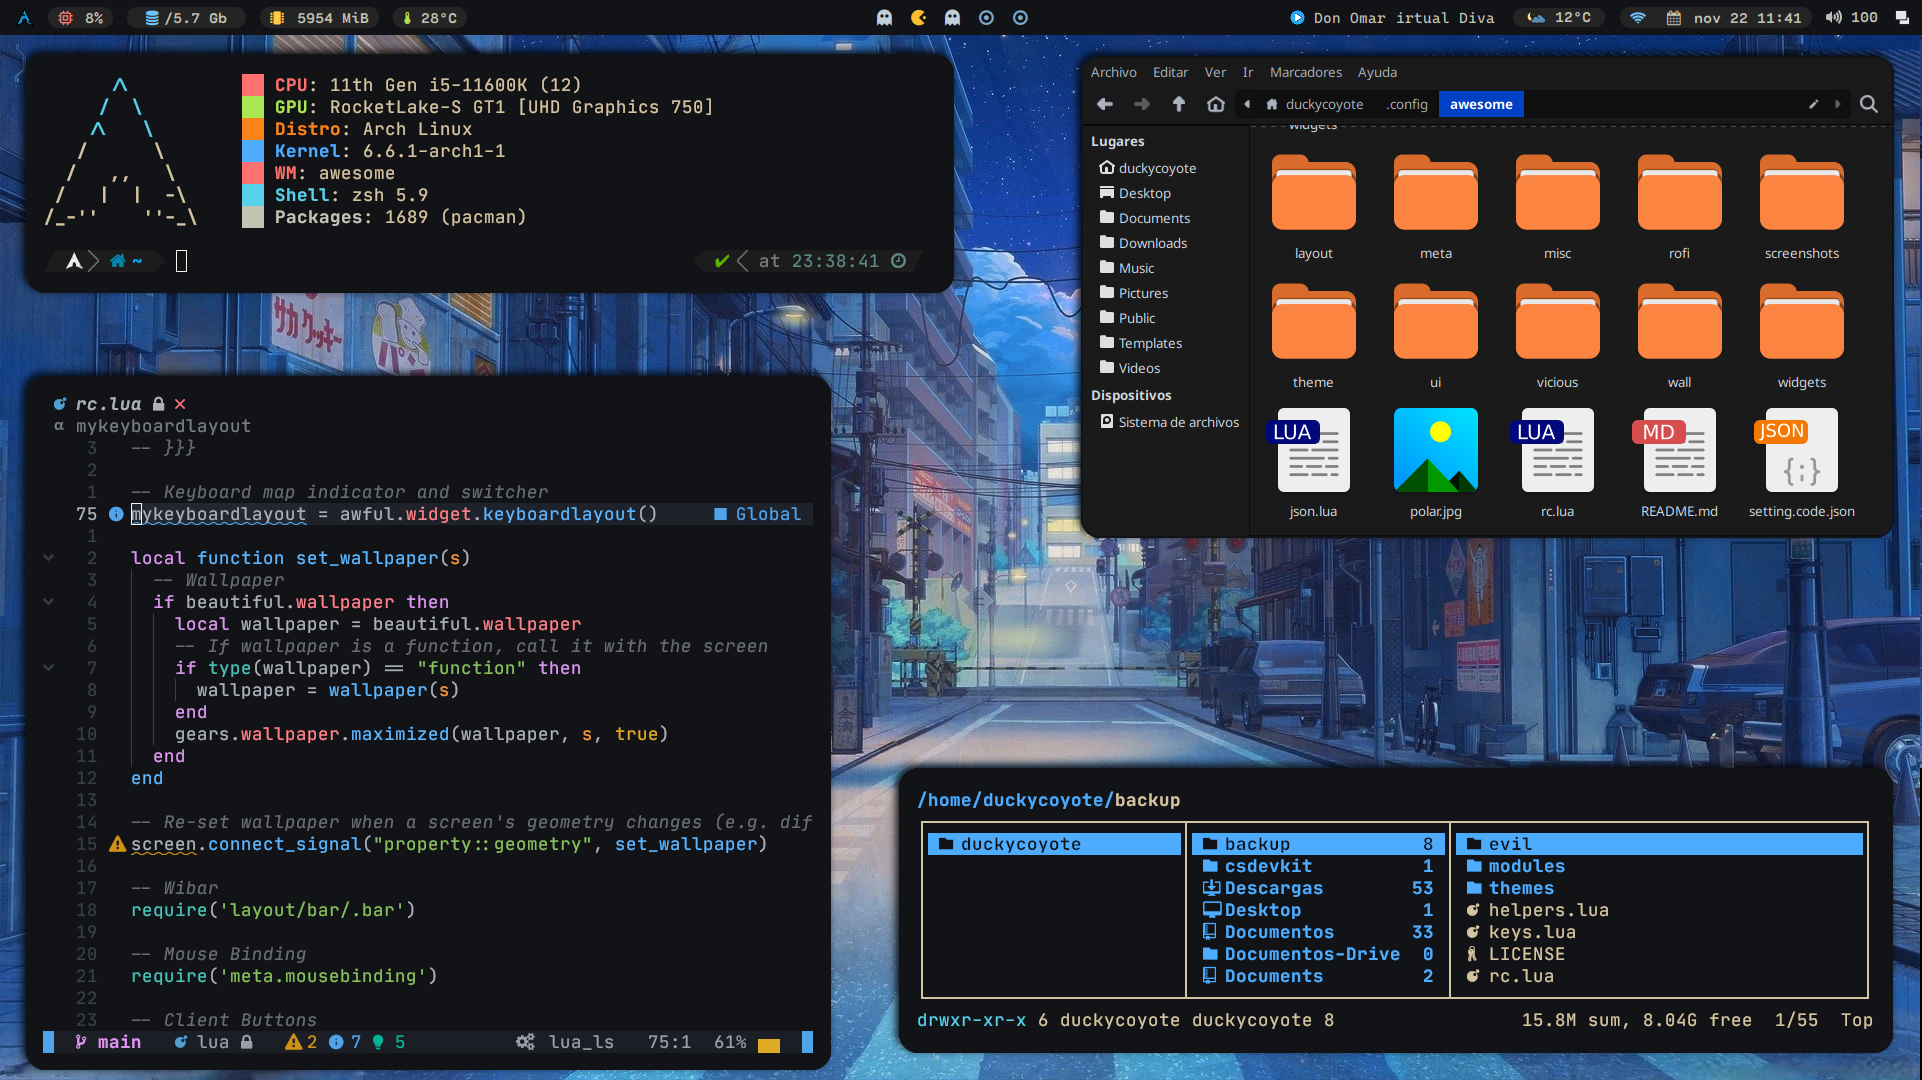 8% /5.7 Gb 5954 MiB 28°C Don Omar irtual Diva 12°C nov 22 11:41 100
CPU: 11th Gen i5-11600K (12)
GPU: RocketLake-S GT1 [UHD Graphics 750]
Distro: Arch Linux
Kernel: 6.6.1-arch1-1
WM: awesome
Shell: zsh 5.9
Packages: 1689 (pacman)
~ at 23:38:41
Archivo Editar Ver Ir Marcadores Ayuda
duckycoyote .config awesome
Lugares
duckycoyote
Desktop
Documents
Downloads
Music
Pictures
Public
Templates
Videos
Dispositivos
Sistema de archivos
widgets
layout meta misc rofi screenshots
theme ui vicious wall widgets
LUA LUA MD JSON
{;}
json.lua polar.jpg rc.lua README.md setting.code.json
サカ クッキー
パン
rc.lua
α mykeyboardlayout
3 -- }}}
2
1 -- Keyboard map indicator and switcher
75 mykeyboardlayout = awful.widget.keyboardlayout() Global
1
2 local function set_wallpaper(s)
3 -- Wallpaper
4 if beautiful.wallpaper then
5 local wallpaper = beautiful.wallpaper
6 -- If wallpaper is a function, call it with the screen
7 if type(wallpaper) == "function" then
8 wallpaper = wallpaper(s)
9 end
10 gears.wallpaper.maximized(wallpaper, s, true)
11 end
12 end
13
14 -- Re-set wallpaper when a screen's geometry changes (e.g. dif
15 screen.connect_signal("property::geometry", set_wallpaper)
16
17 -- Wibar
18 require('layout/bar/.bar')
19
20 -- Mouse Binding
21 require('meta.mousebinding')
22
23 -- Client Buttons
main lua 2 7 5 lua_ls 75:1 61%
/home/duckycoyote/backup
duckycoyote
backup 8
csdevkit 1
Descargas 53
Desktop 1
Documentos 33
Documentos-Drive 0
Documents 2
evil
modules
themes
helpers.lua
keys.lua
LICENSE
rc.lua
drwxr-xr-x 6 duckycoyote duckycoyote 8 15.8M sum, 8.04G free 1/55 Top